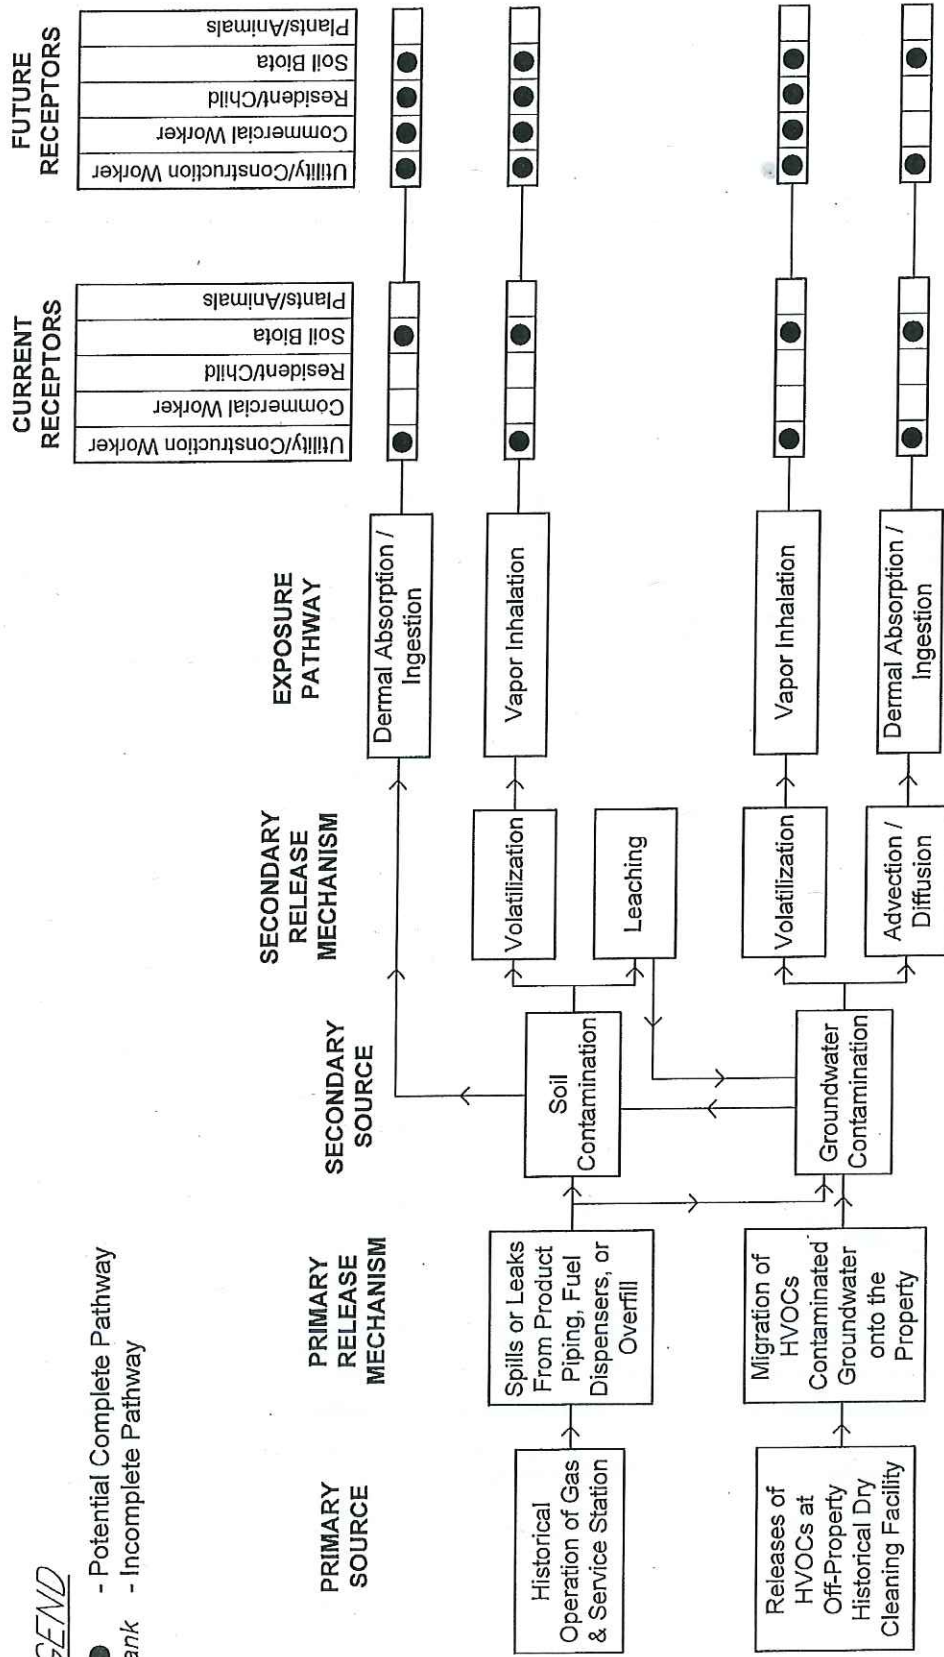 GEND
- Potential Complete Pathway
ank - Incomplete Pathway
PRIMARY
SOURCE
PRIMARY
RELEASE
MECHANISM
SECONDARY
SOURCE
SECONDARY
RELEASE
MECHANISM
EXPOSURE
PATHWAY
CURRENT
RECEPTORS
FUTURE
RECEPTORS
Utility/Construction Worker
Commercial Worker
Resident/Child
Soil Biota
Plants/Animals
Utility/Construction Worker
Commercial Worker
Resident/Child
Soil Biota
Plants/Animals
Historical
Operation of Gas
& Service Station
Spills or Leaks
From Product
Piping, Fuel
Dispensers, or
Overfill
Soil
Contamination
Volatilization
Leaching
Dermal Absorption /
Ingestion
Vapor Inhalation
Releases of
HVOCs at
Off-Property
Historical Dry
Cleaning Facility
Migration of
HVOCs
Contaminated
Groundwater
onto the
Property
Groundwater
Contamination
Volatilization
Advection /
Diffusion
Vapor Inhalation
Dermal Absorption /
Ingestion